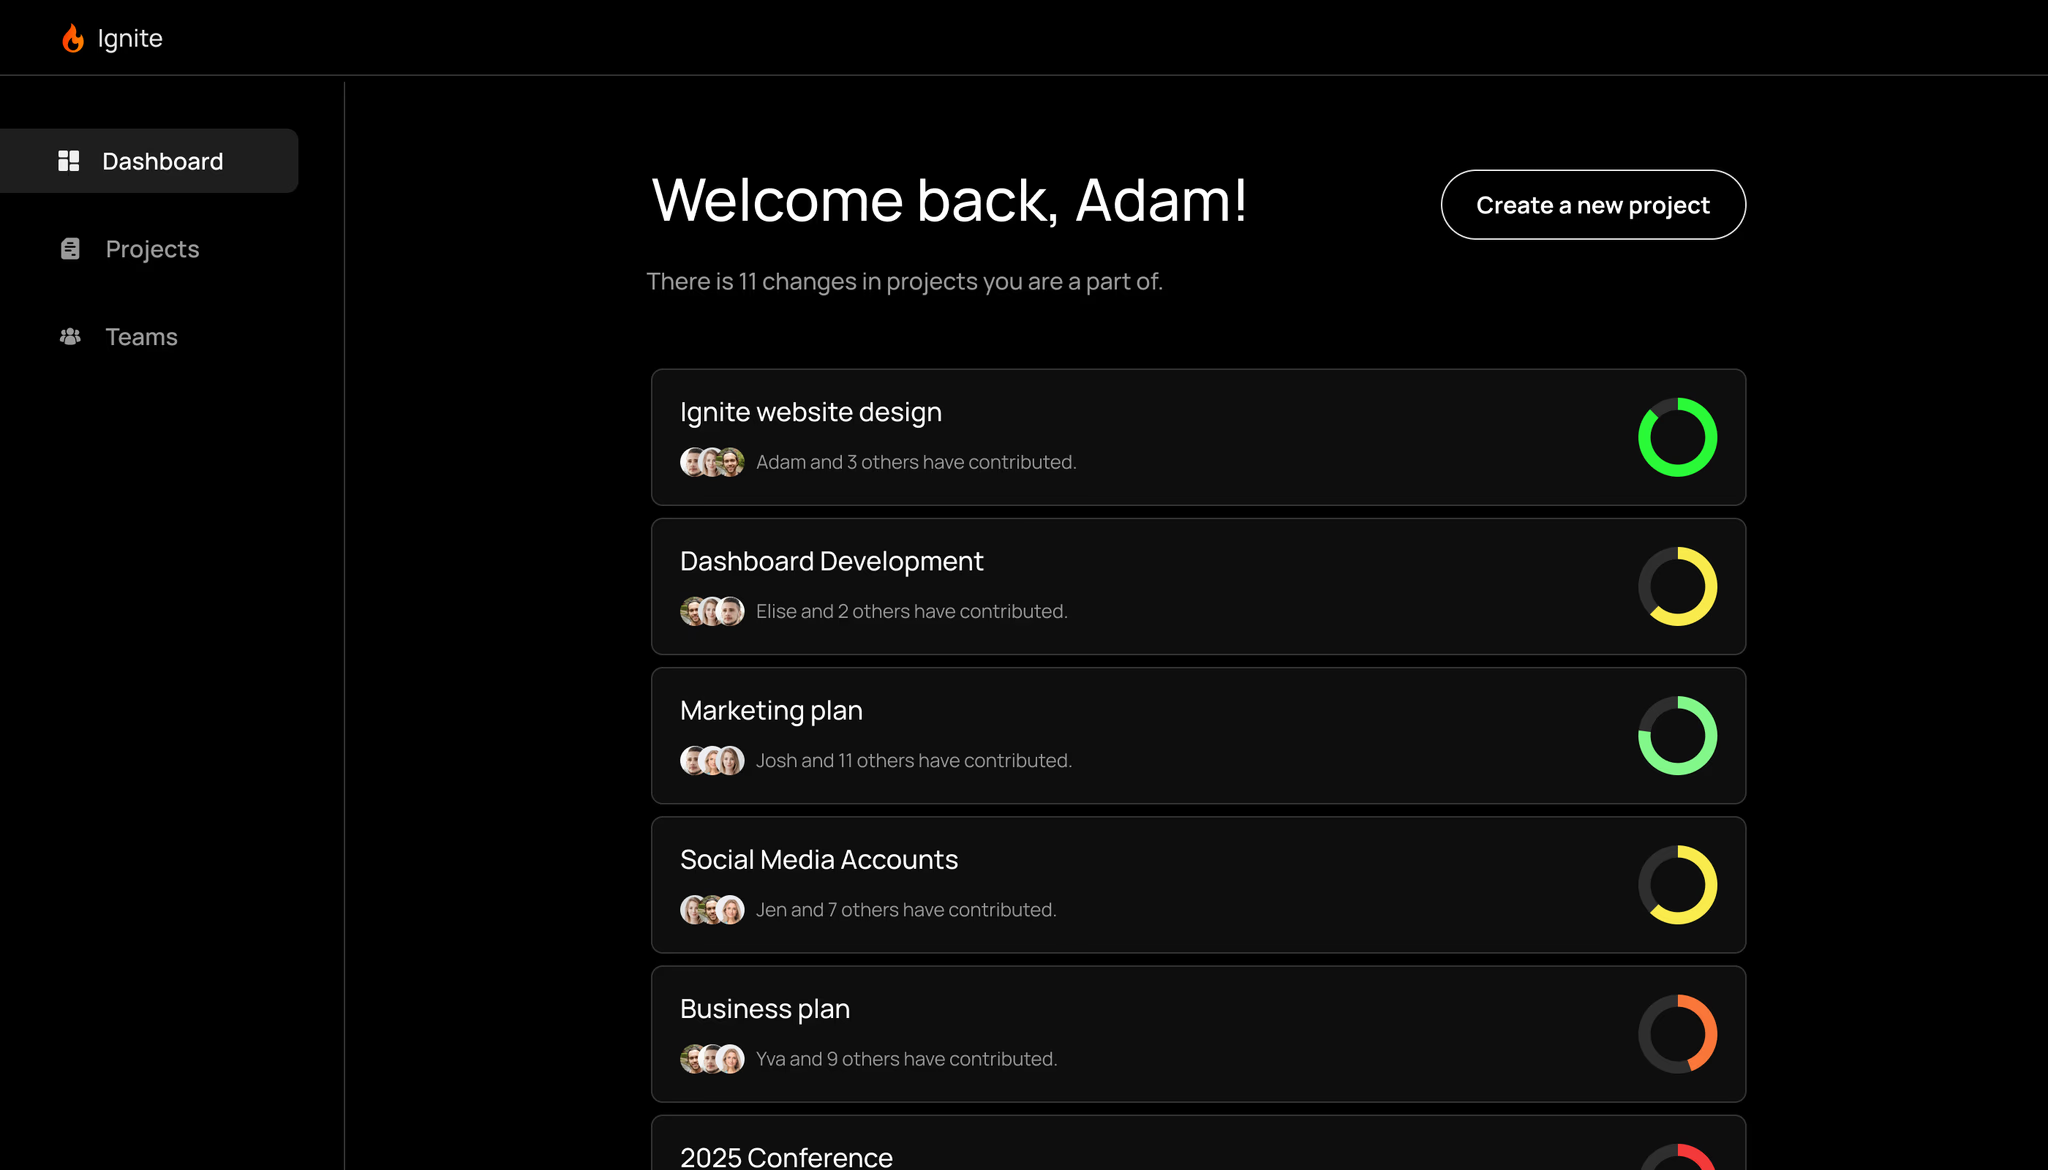 Ignite
Dashboard
Projects
Teams
Welcome back, Adam!
Create a new project
There is 11 changes in projects you are a part of.
Ignite website design
Adam and 3 others have contributed.
Dashboard Development
Elise and 2 others have contributed.
Marketing plan
Josh and 11 others have contributed.
Social Media Accounts
Jen and 7 others have contributed.
Business plan
Yva and 9 others have contributed.
2025 Conference